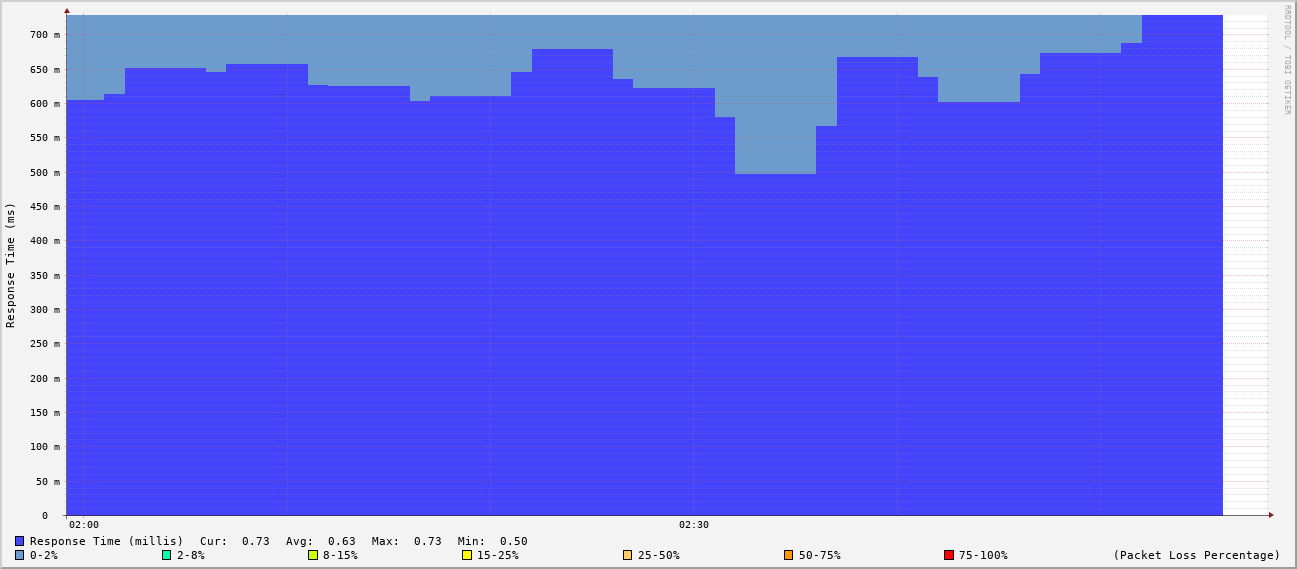 RRDTOOL / TOBI OETIKER
Response Time (ms)
700 m
650 m
600 m
550 m
500 m
450 m
400 m
350 m
300 m
250 m
200 m
150 m
100 m
50 m
0
02:00 02:30
Response Time (millis) Cur: 0.73 Avg: 0.63 Max: 0.73 Min: 0.50
0-2% 2-8% 8-15% 15-25% 25-50% 50-75% 75-100% (Packet Loss Percentage)